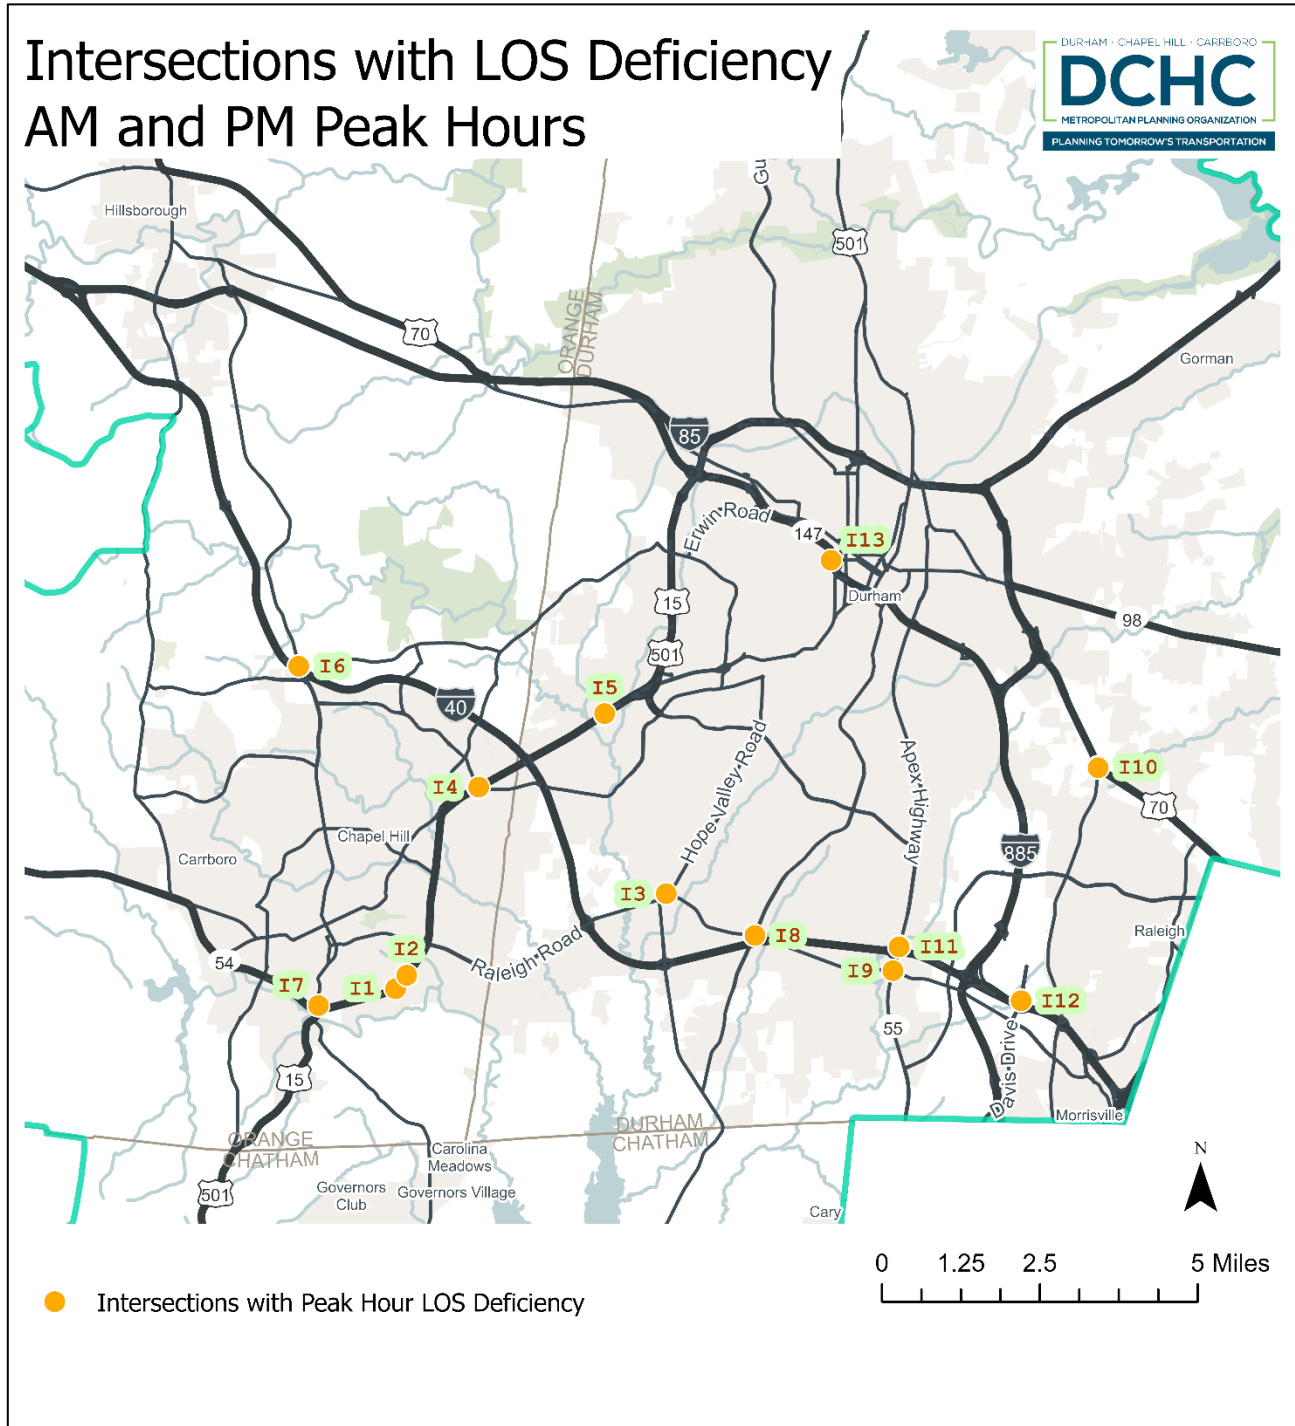 Intersections with LOS Deficiency
AM and PM Peak Hours
DURHAM · CHAPEL HILL · CARRBORO
DCHC
METROPOLITAN PLANNING ORGANIZATION
PLANNING TOMORROW'S TRANSPORTATION
Hillsborough
Gu
501
70
ORANGE
DURHAM
Gorman
85
Erwin Road
147
I13
Durham
15
501
98
I6
40
I5
I4
Hope Valley Road
Apex Highway
I10
70
Chapel Hill
Carrboro
885
I3
I2
Raleigh Road
I8
I11
I9
Raleigh
54
I7
I1
I12
55
Davis Drive
15
Morrisville
ORANGE
CHATHAM
DURHAM
CHATHAM
Carolina
Meadows
501
Governors
Club
Governors Village
Cary
N
0 1.25 2.5 5 Miles
Intersections with Peak Hour LOS Deficiency